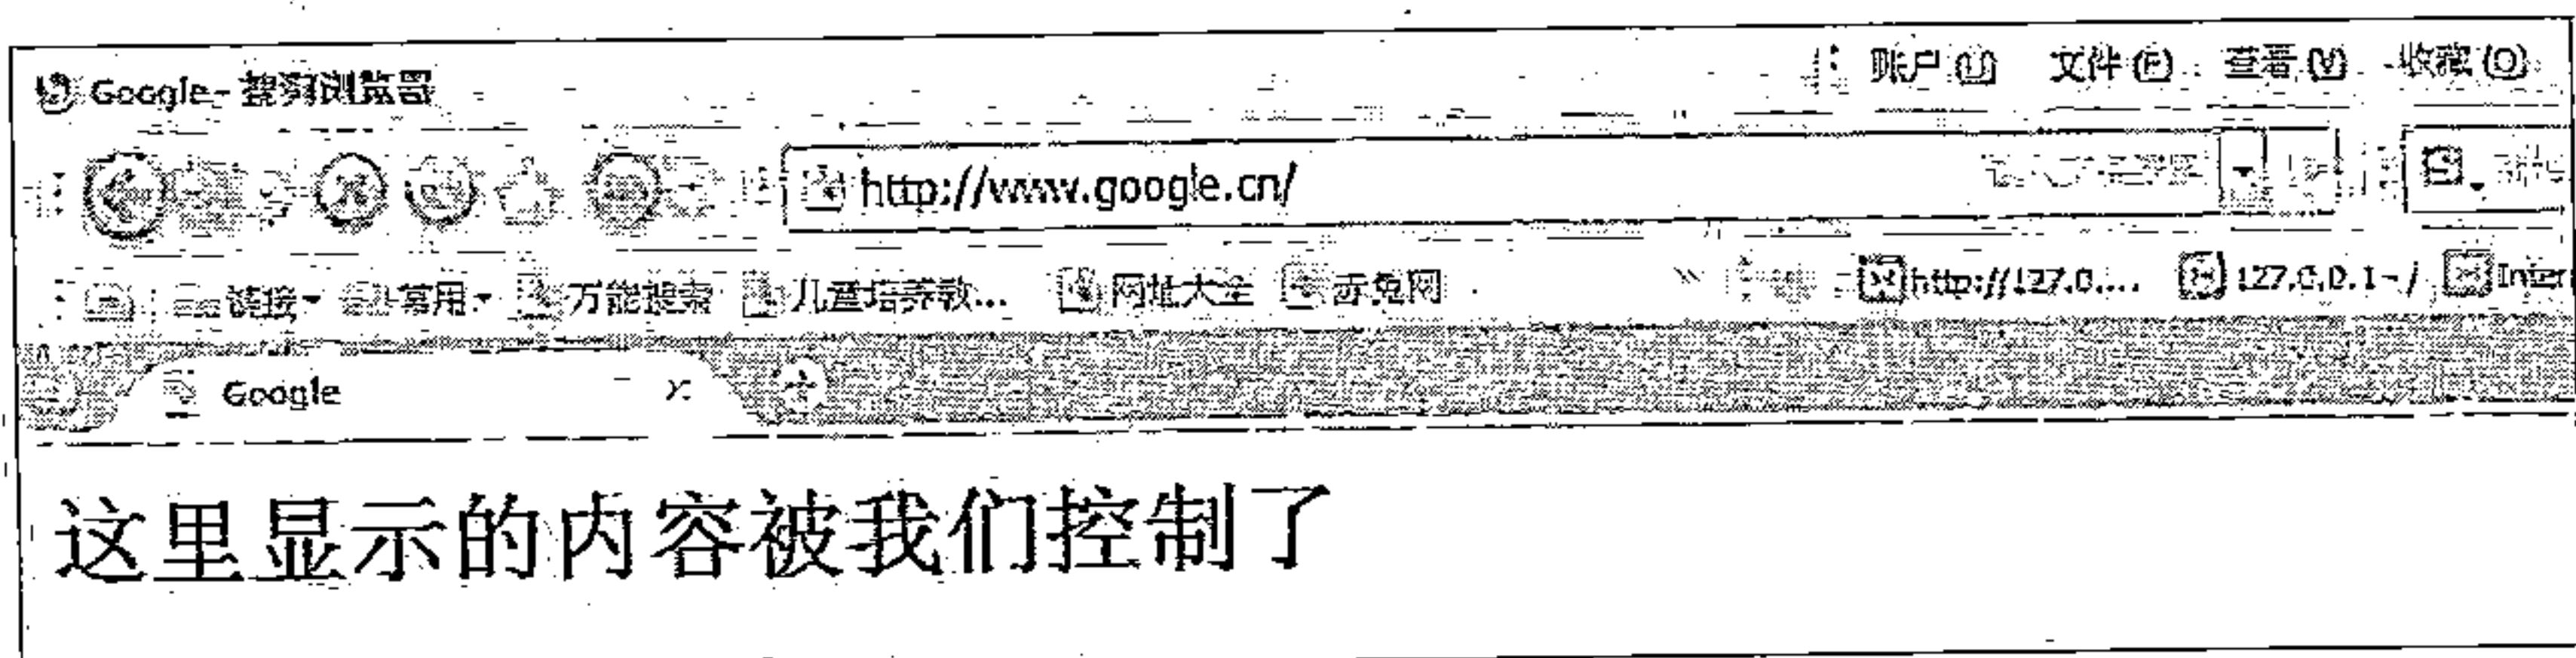 Google - 搜狗浏览器 账户(U) 文件(F) 查看(V) 收藏(O)
http://www.google.cn/
链接 常用 万能搜索 儿童培养教... 网址大全 赤兔网 » http://127.0.... 127.0.0.1 - / Inter
Google
这里显示的内容被我们控制了